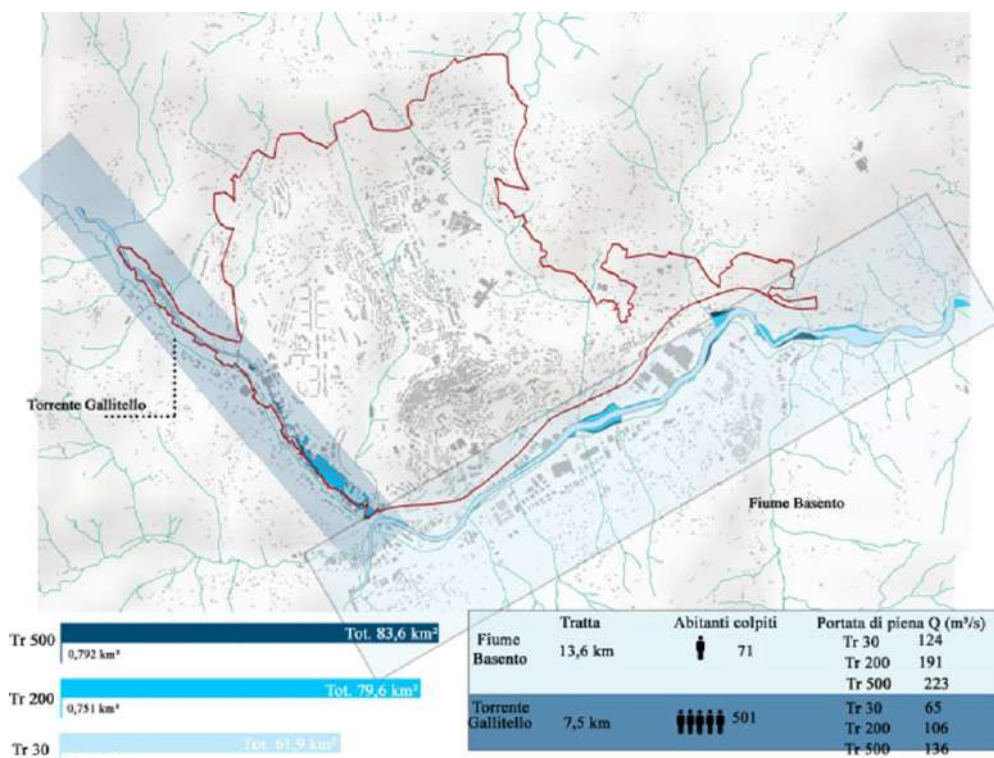 Torrente Gallitello
Fiume Basento
Tr 500
Tot. 83,6 km²
0,792 km²
Tr 200
Tot. 79,6 km²
0,751 km²
Tr 30
Tot. 61,9 km²
Tratta Abitanti colpiti Portata di piena Q (m³/s)
Fiume Basento 13,6 km 71
Tr 30 124
Tr 200 191
Tr 500 223
Torrente Gallitello 7,5 km 501
Tr 30 65
Tr 200 106
Tr 500 136